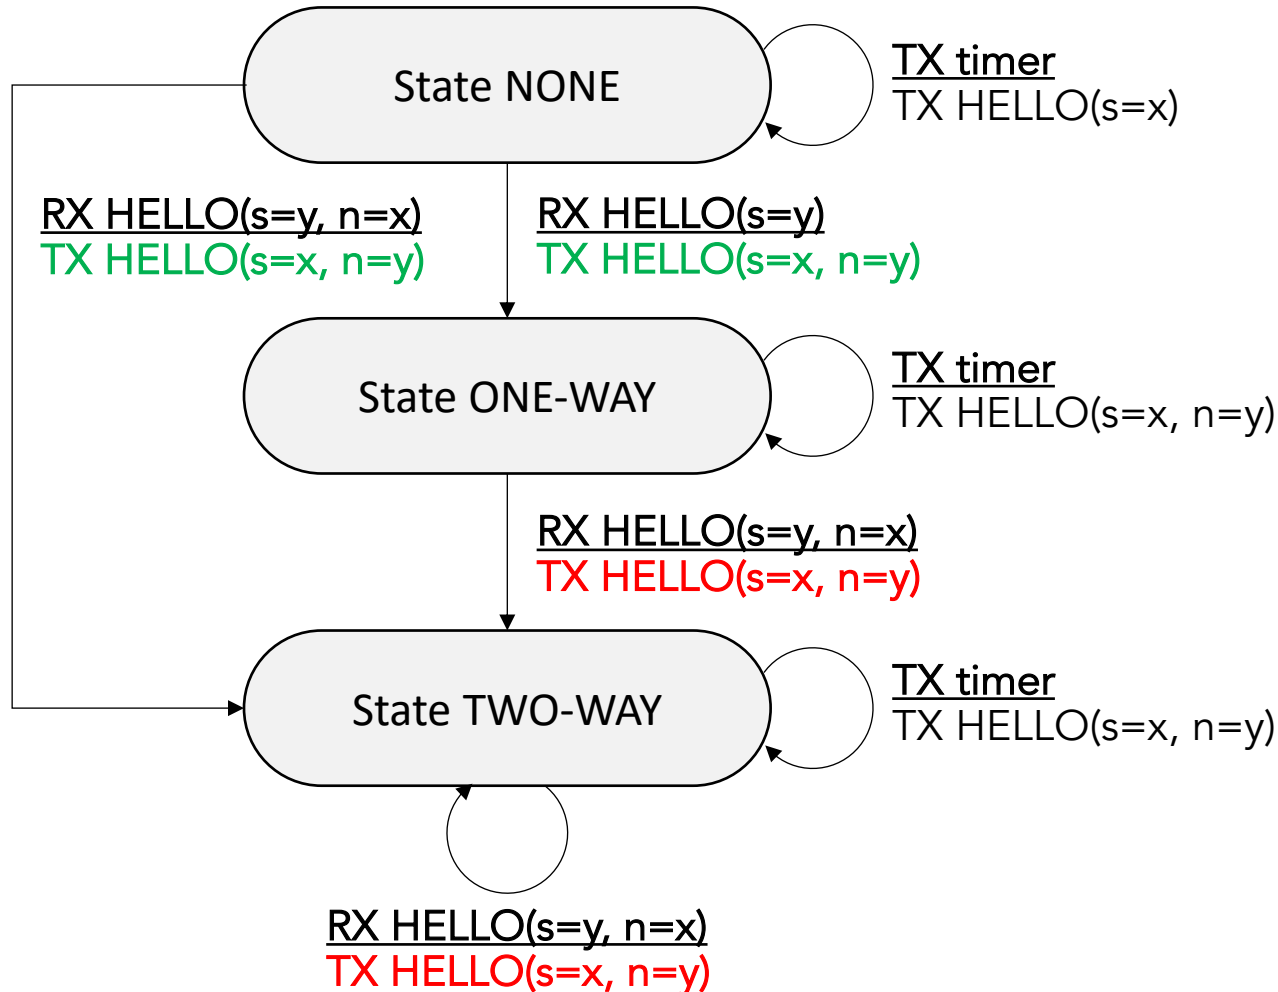 State NONE
TX timer
TX HELLO(s=x)
RX HELLO(s=y, n=x)
TX HELLO(s=x, n=y)
RX HELLO(s=y)
TX HELLO(s=x, n=y)
State ONE-WAY
TX timer
TX HELLO(s=x, n=y)
RX HELLO(s=y, n=x)
TX HELLO(s=x, n=y)
State TWO-WAY
TX timer
TX HELLO(s=x, n=y)
RX HELLO(s=y, n=x)
TX HELLO(s=x, n=y)